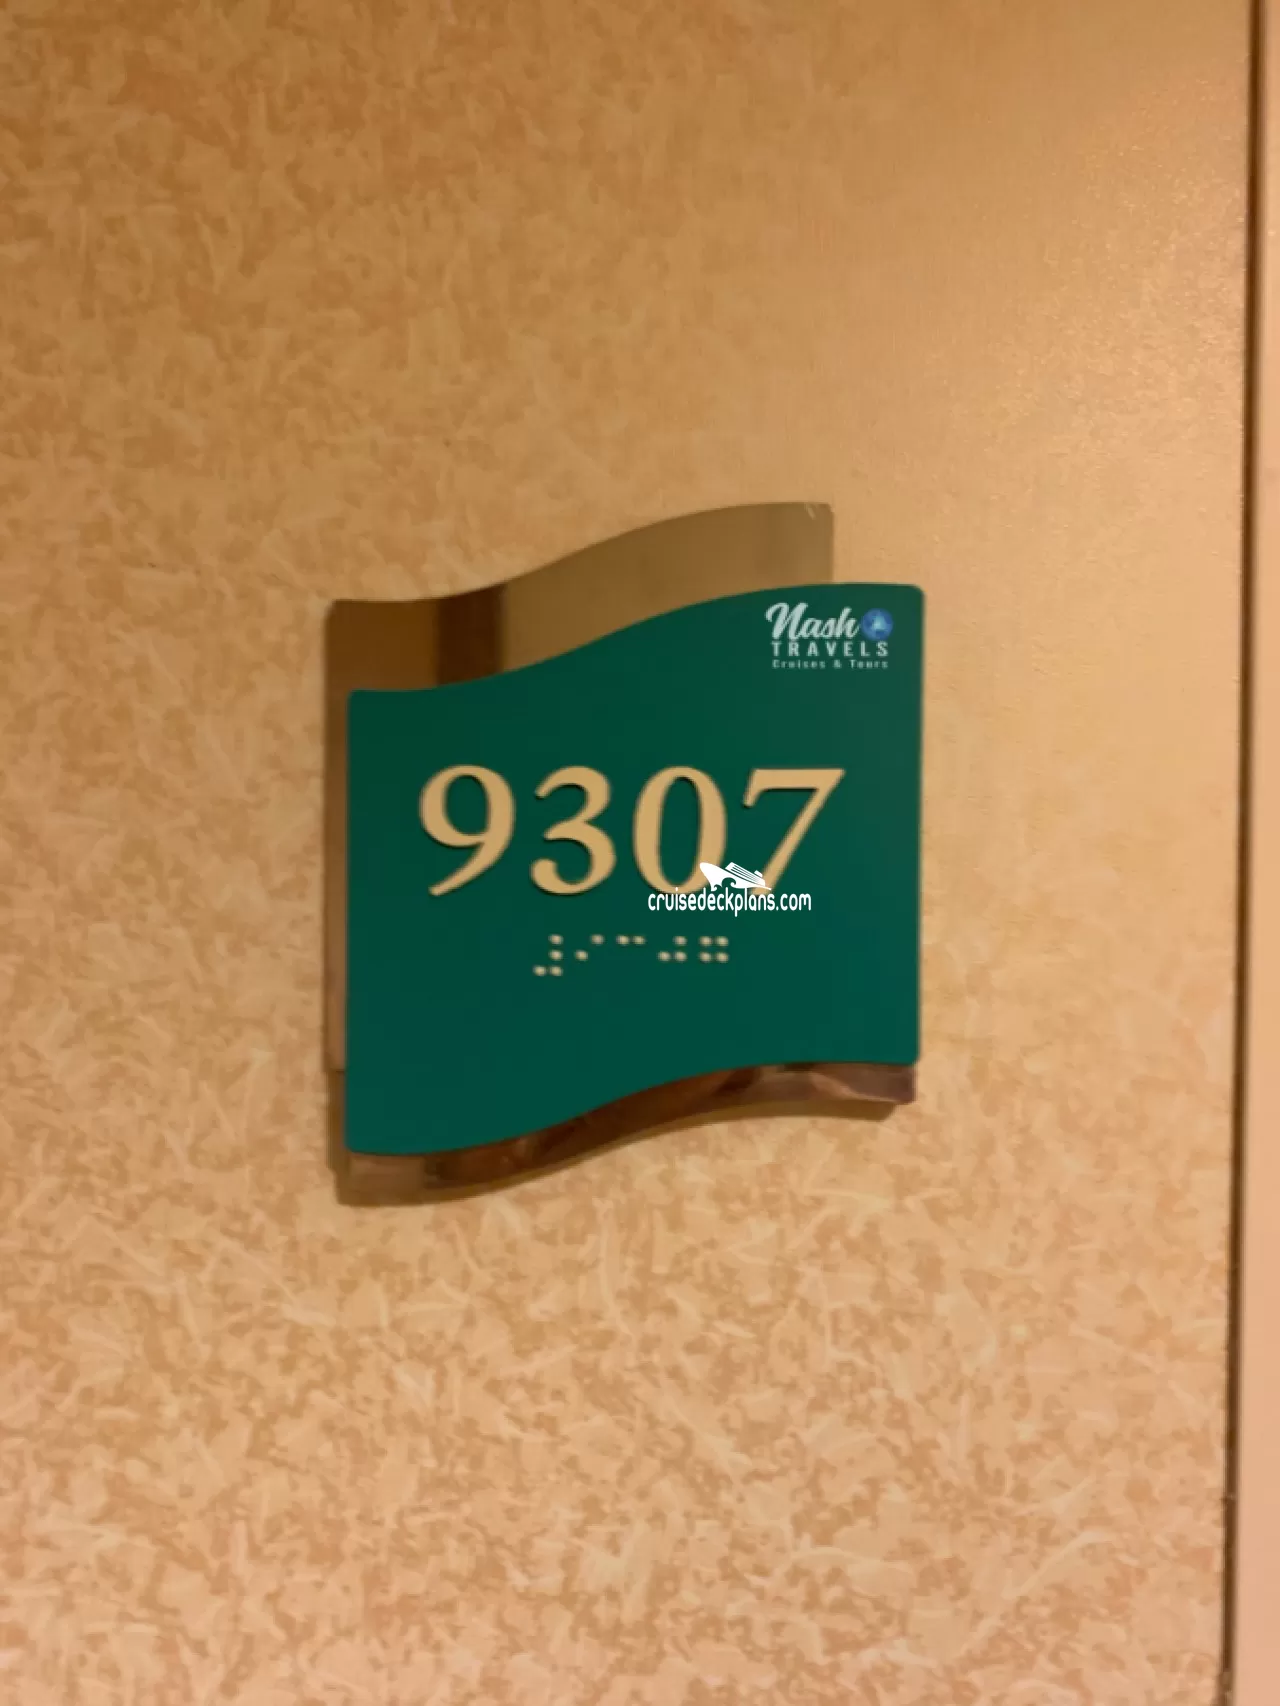 Nash
TRAVELS
Cruises & Tours
9307
cruisedeckplans.com
⠼⠊⠉⠚⠛